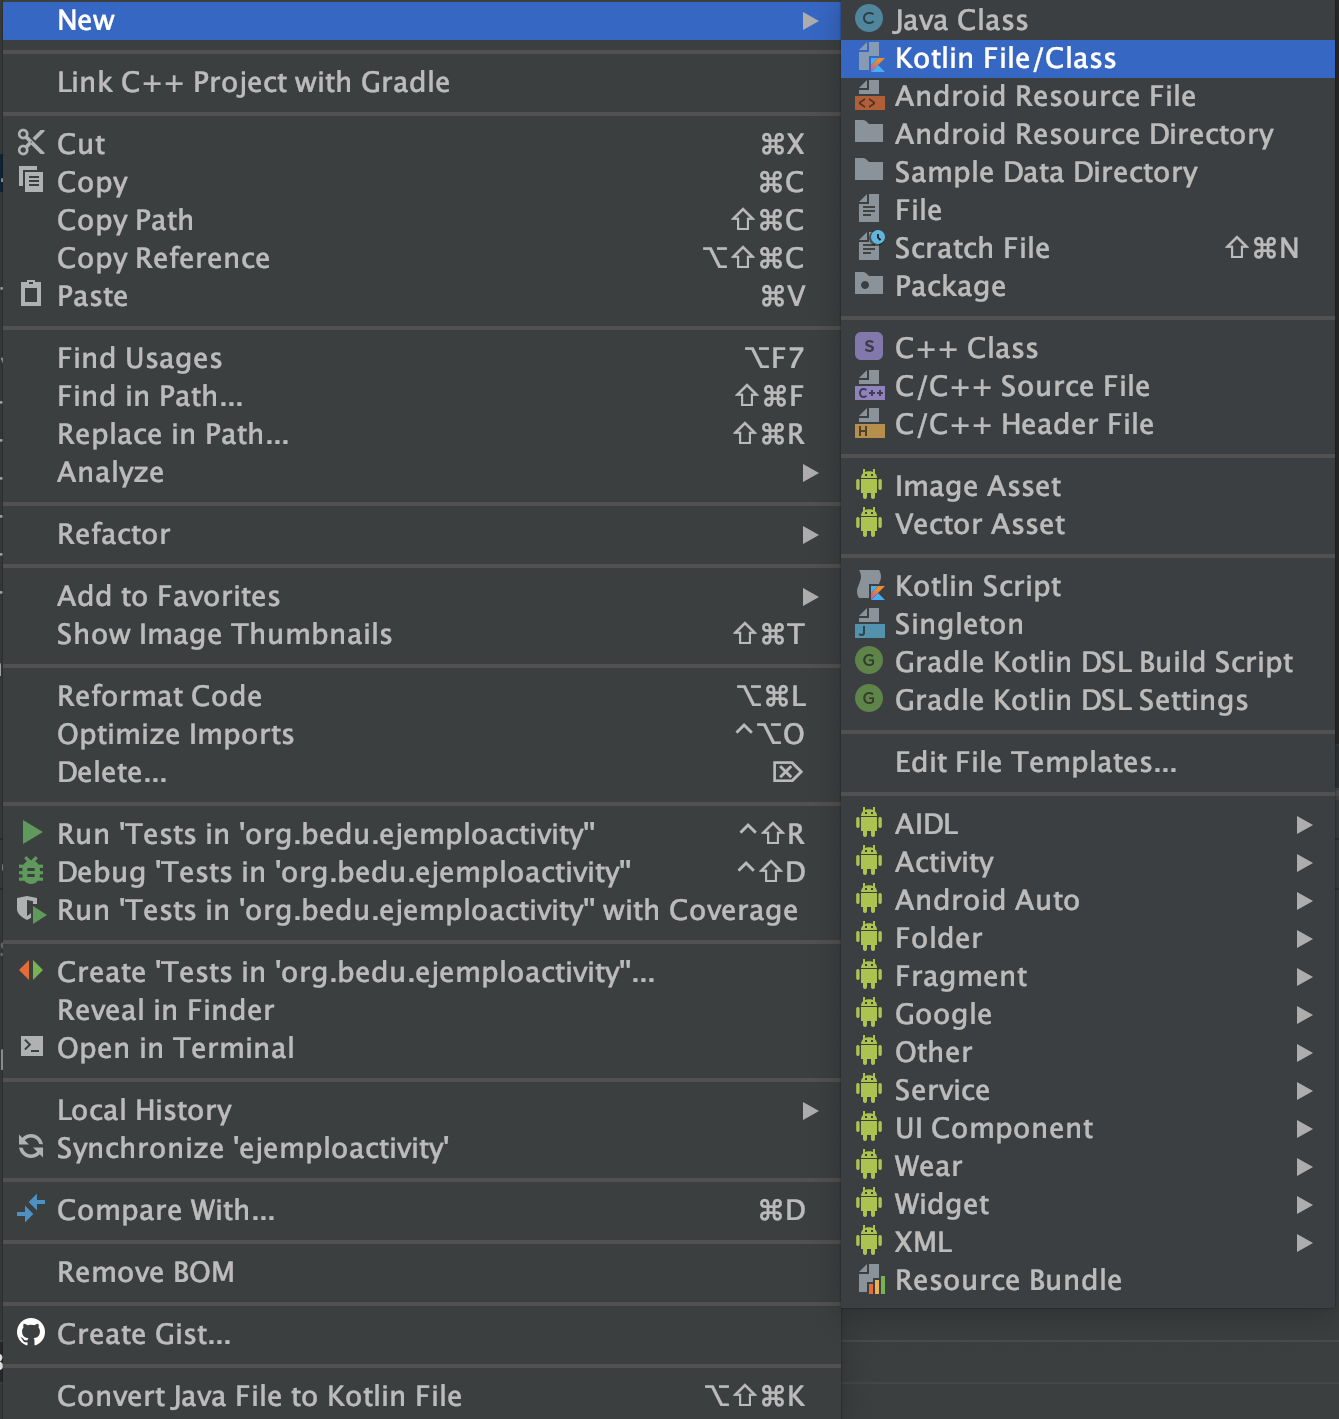 New
Link C++ Project with Gradle
Cut ⌘X
Copy ⌘C
Copy Path ⇧⌘C
Copy Reference ⌥⇧⌘C
Paste ⌘V
Find Usages ⌥F7
Find in Path... ⇧⌘F
Replace in Path... ⇧⌘R
Analyze
Refactor
Add to Favorites
Show Image Thumbnails ⇧⌘T
Reformat Code ⌥⌘L
Optimize Imports ^⌥O
Delete... ⌦
Run 'Tests in 'org.bedu.ejemploactivity'' ^⇧R
Debug 'Tests in 'org.bedu.ejemploactivity'' ^⇧D
Run 'Tests in 'org.bedu.ejemploactivity'' with Coverage
Create 'Tests in 'org.bedu.ejemploactivity''...
Reveal in Finder
Open in Terminal
Local History
Synchronize 'ejemploactivity'
Compare With... ⌘D
Remove BOM
Create Gist...
Convert Java File to Kotlin File ⌥⇧⌘K
C Java Class
Kotlin File/Class
<> Android Resource File
Android Resource Directory
Sample Data Directory
File
Scratch File ⇧⌘N
Package
S C++ Class
C++ C/C++ Source File
H C/C++ Header File
Image Asset
Vector Asset
Kotlin Script
J Singleton
G Gradle Kotlin DSL Build Script
G Gradle Kotlin DSL Settings
Edit File Templates...
AIDL
Activity
Android Auto
Folder
Fragment
Google
Other
Service
UI Component
Wear
Widget
XML
Resource Bundle